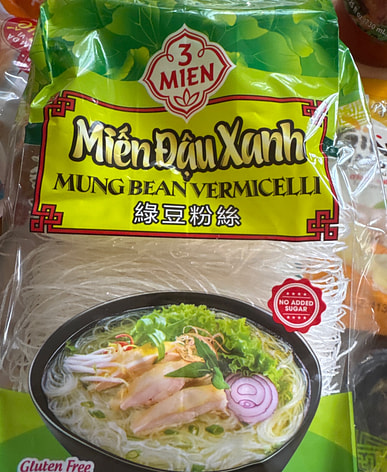 3
MIEN
Miến Đậu Xanh
MUNG BEAN VERMICELLI
綠豆粉絲
NO ADDED
SUGAR
Gluten Free